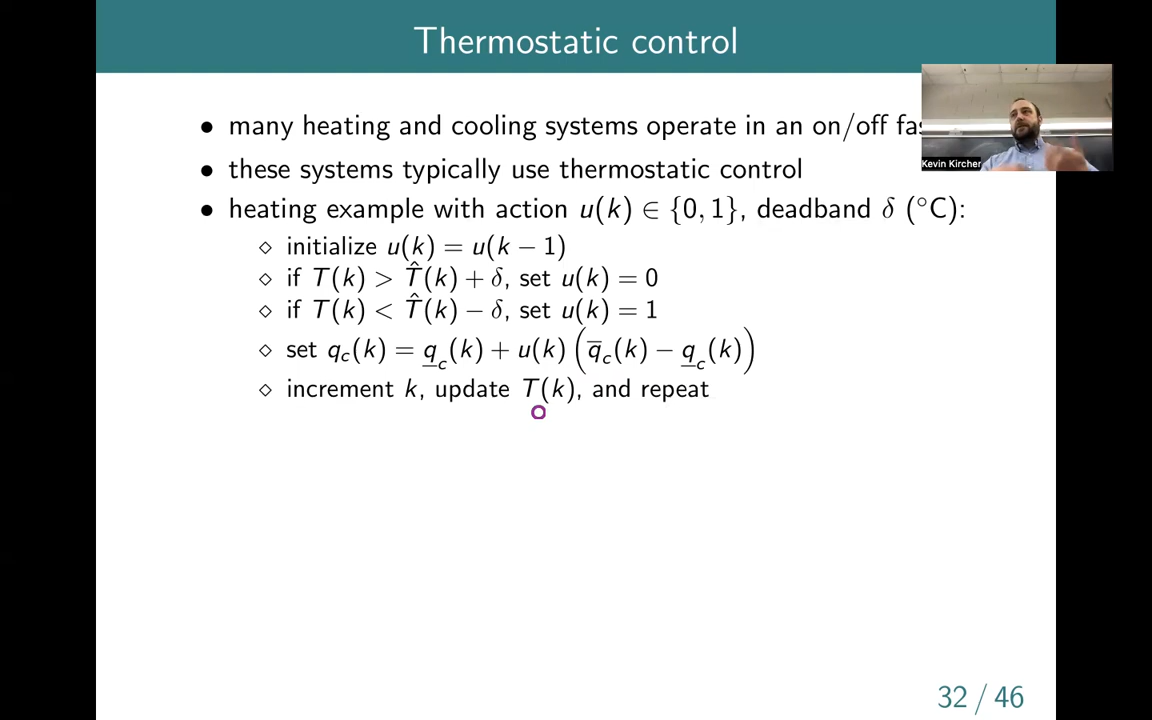 Thermostatic control
• many heating and cooling systems operate in an on/off
• these systems typically use thermostatic control
• heating example with action u(k) ∈ {0, 1}, deadband δ (°C):
⋄ initialize u(k) = u(k − 1)
⋄ if T(k) > T̂(k) + δ, set u(k) = 0
⋄ if T(k) < T̂(k) − δ, set u(k) = 1
⋄ set q_c(k) = q̲_c(k) + u(k) (q̅_c(k) − q̲_c(k))
⋄ increment k, update T(k), and repeat
Kevin Kircher
32 / 46